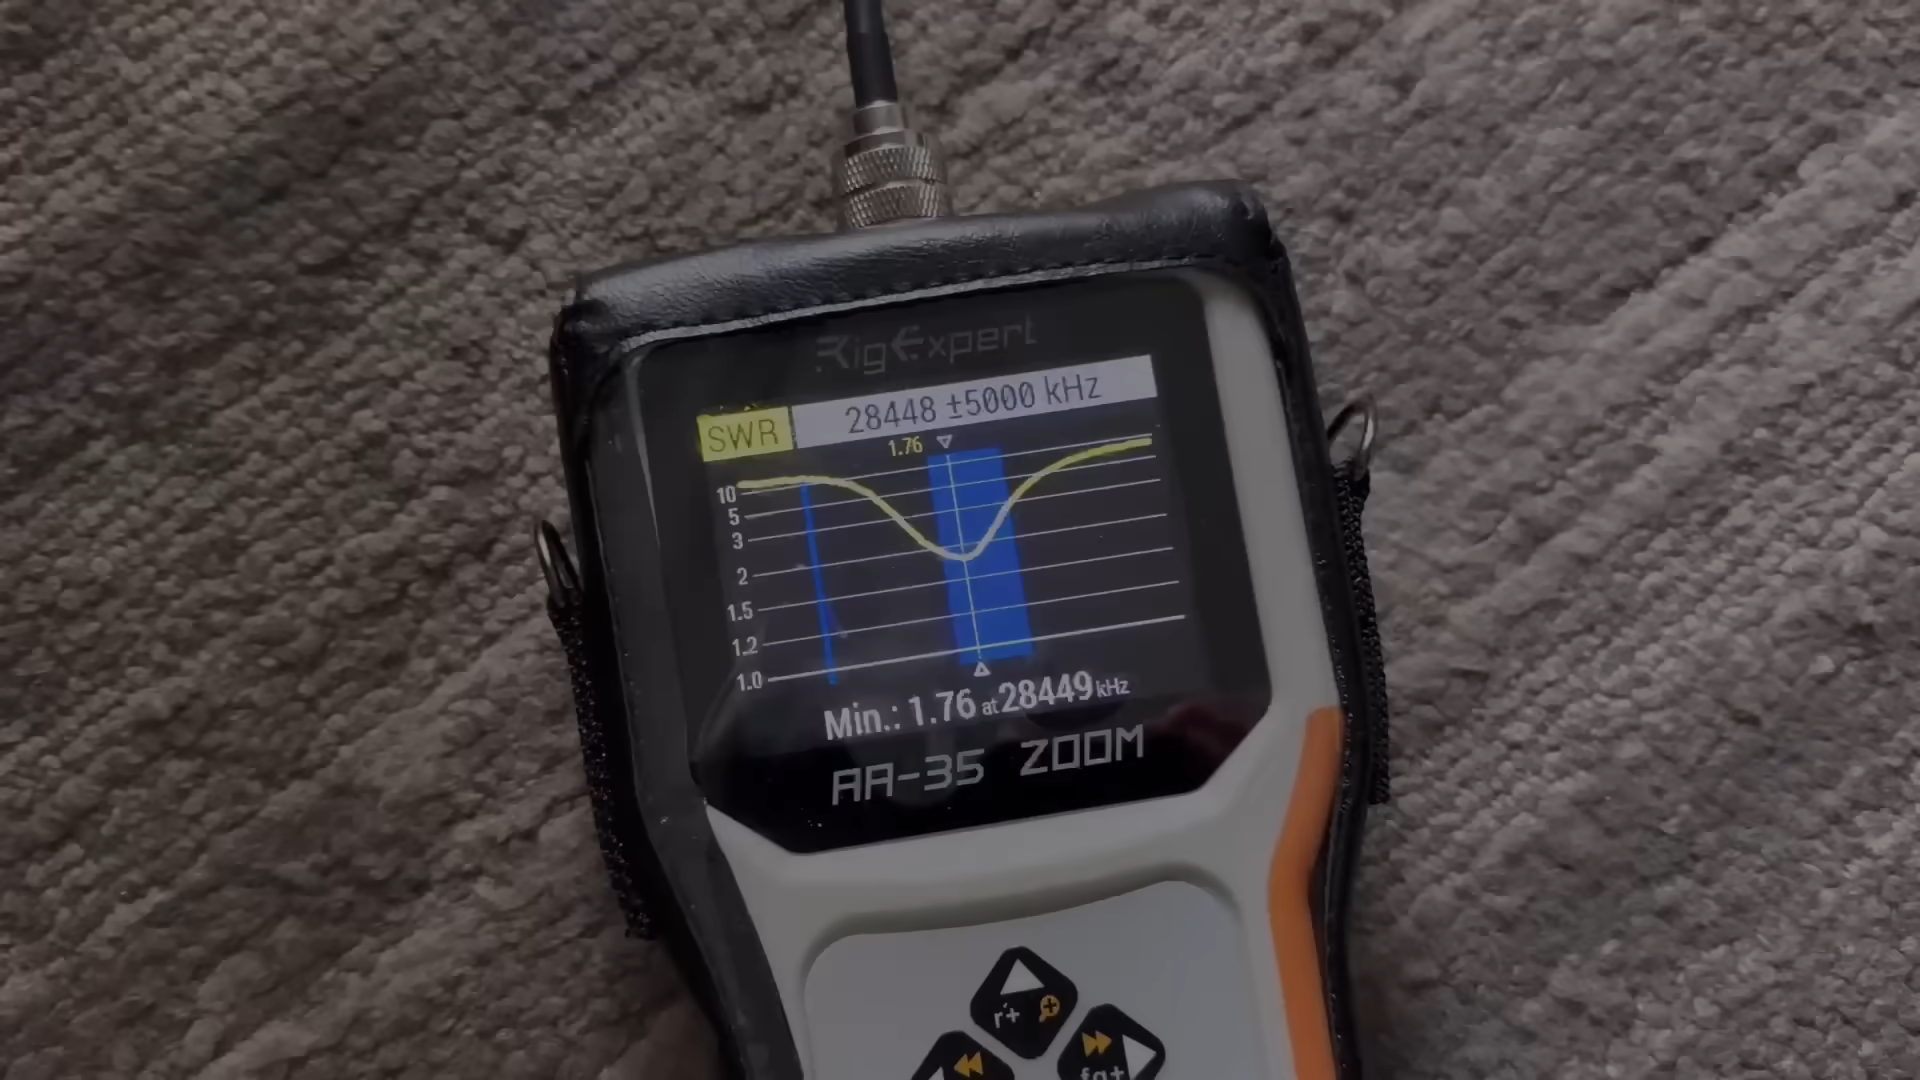 RigExpert
SWR 28448 ±5000 kHz
1.76
10
5
3
2
1.5
1.2
1.0
Min.: 1.76 at 28449 kHz
AA-35 ZOOM
r+
fq+